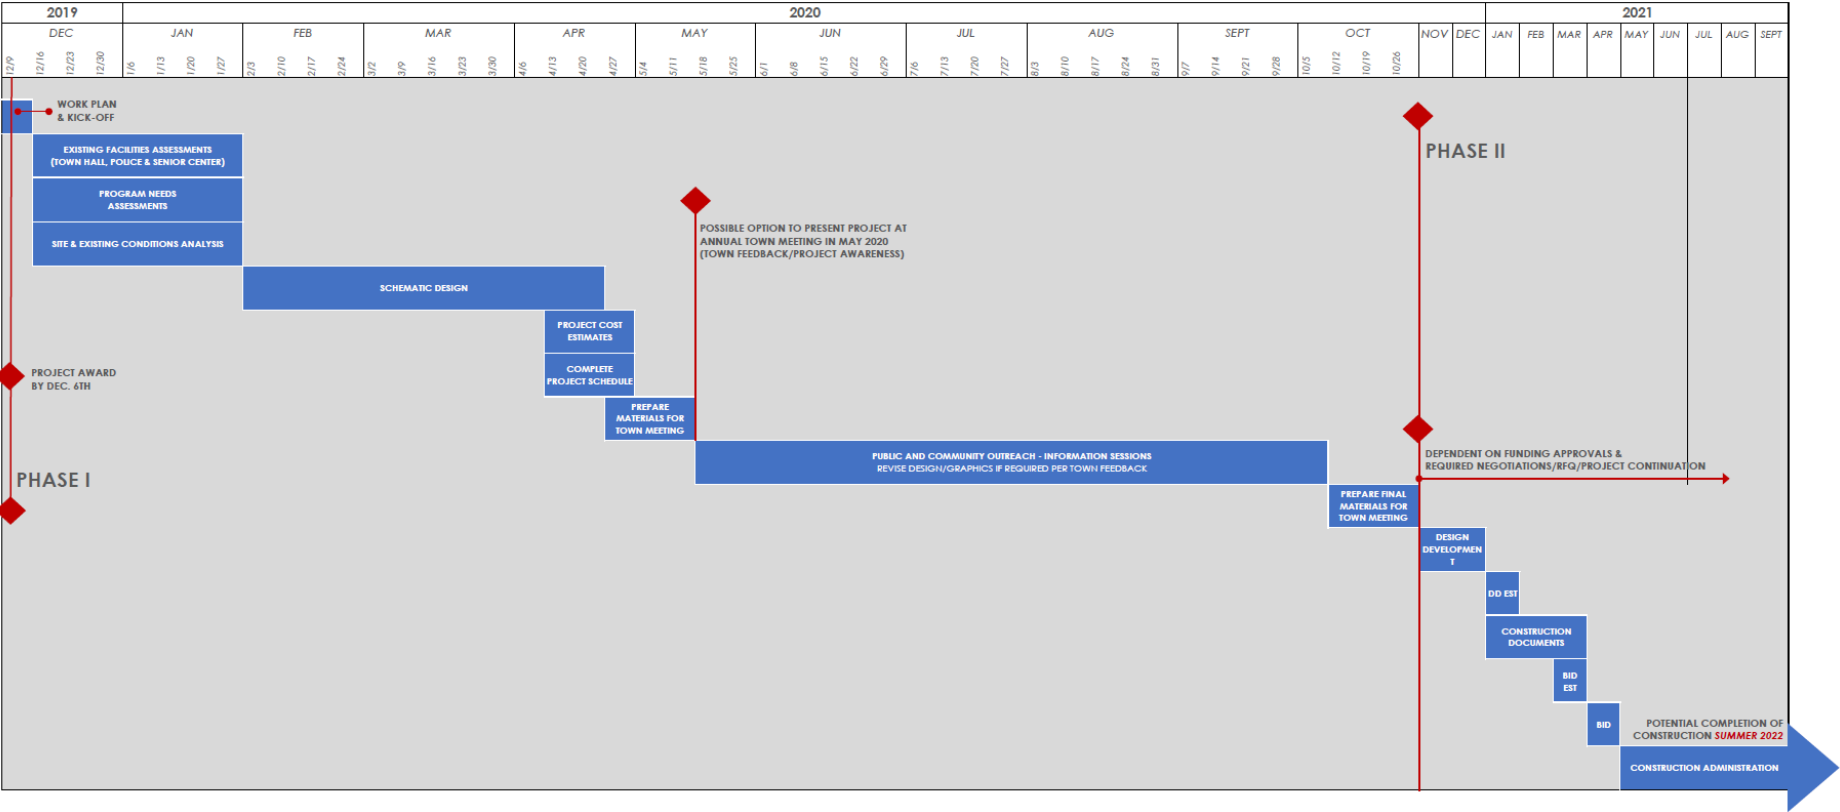 2019 2020 2021
DEC JAN FEB MAR APR MAY JUN JUL AUG SEPT OCT NOV DEC JAN FEB MAR APR MAY JUN JUL AUG SEPT
12/9 12/16 12/23 12/30 1/6 1/13 1/20 1/27 2/3 2/10 2/17 2/24 3/2 3/9 3/16 3/23 3/30 4/6 4/13 4/20 4/27 5/4 5/11 5/18 5/25 6/1 6/8 6/15 6/22 6/29 7/6 7/13 7/20 7/27 8/3 8/10 8/17 8/24 8/31 9/7 9/14 9/21 9/28 10/5 10/12 10/19 10/26
WORK PLAN
& KICK-OFF
EXISTING FACILITIES ASSESSMENTS
(TOWN HALL, POLICE & SENIOR CENTER)
PHASE II
PROGRAM NEEDS
ASSESSMENTS
SITE & EXISTING CONDITIONS ANALYSIS
POSSIBLE OPTION TO PRESENT PROJECT AT
ANNUAL TOWN MEETING IN MAY 2020
(TOWN FEEDBACK/PROJECT AWARENESS)
SCHEMATIC DESIGN
PROJECT COST
ESTIMATES
PROJECT AWARD
BY DEC. 6TH
COMPLETE
PROJECT SCHEDULE
PREPARE
MATERIALS FOR
TOWN MEETING
PUBLIC AND COMMUNITY OUTREACH - INFORMATION SESSIONS
REVISE DESIGN/GRAPHICS IF REQUIRED PER TOWN FEEDBACK
DEPENDENT ON FUNDING APPROVALS &
REQUIRED NEGOTIATIONS/RFQ/PROJECT CONTINUATION
PHASE I
PREPARE FINAL
MATERIALS FOR
TOWN MEETING
DESIGN
DEVELOPMEN
T
DD EST
CONSTRUCTION
DOCUMENTS
BID
EST
BID
POTENTIAL COMPLETION OF
CONSTRUCTION SUMMER 2022
CONSTRUCTION ADMINISTRATION